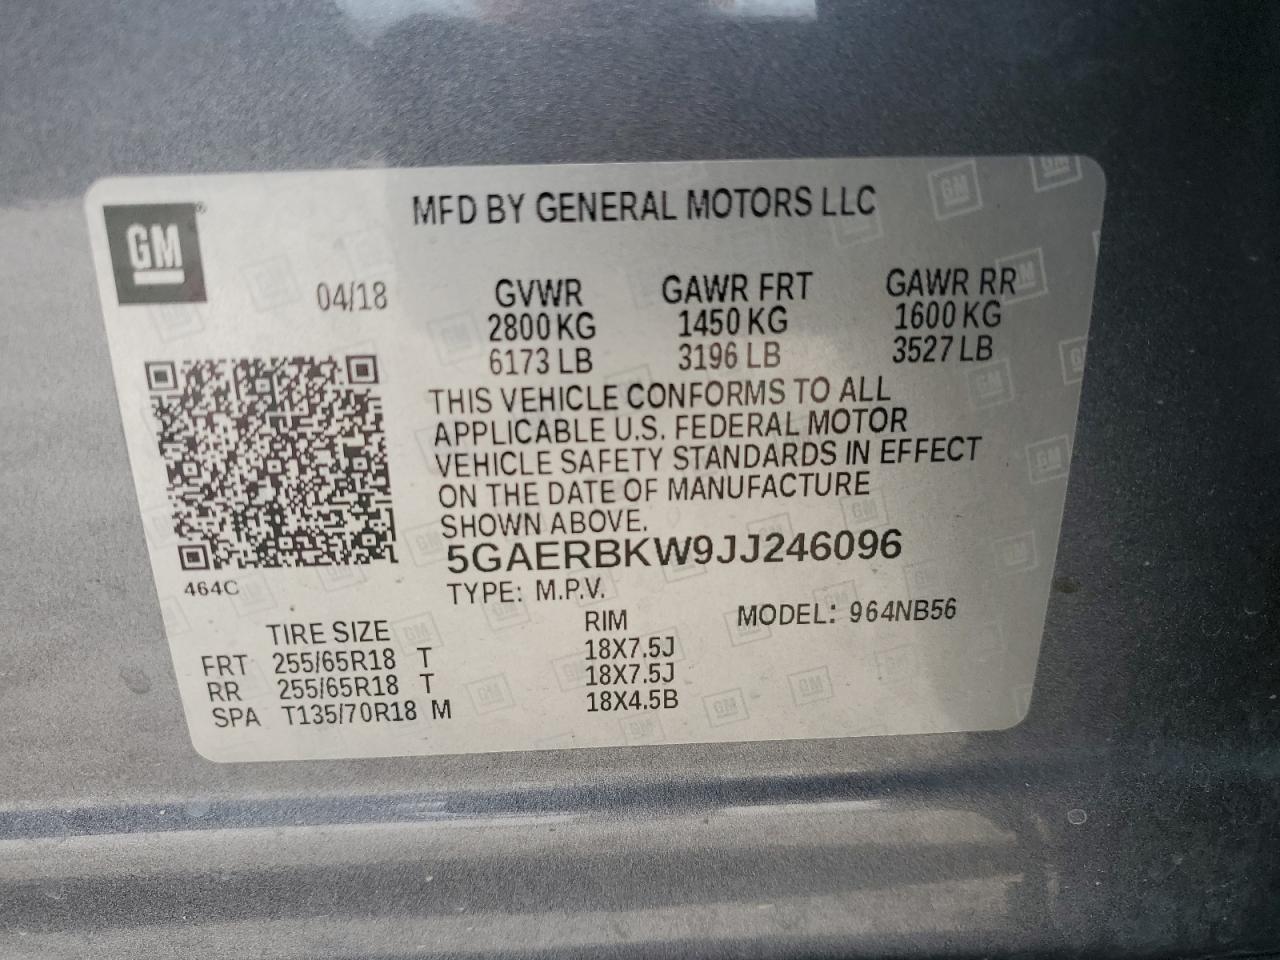 MFD BY GENERAL MOTORS LLC
GM
04/18
GVWR GAWR FRT GAWR RR
2800 KG 1450 KG 1600 KG
6173 LB 3196 LB 3527 LB
THIS VEHICLE CONFORMS TO ALL
APPLICABLE U.S. FEDERAL MOTOR
VEHICLE SAFETY STANDARDS IN EFFECT
ON THE DATE OF MANUFACTURE
SHOWN ABOVE.
5GAERBKW9JJ246096
464C
TYPE: M.P.V.
TIRE SIZE RIM MODEL: 964NB56
FRT 255/65R18 T 18X7.5J
RR 255/65R18 T 18X7.5J
SPA T135/70R18 M 18X4.5B